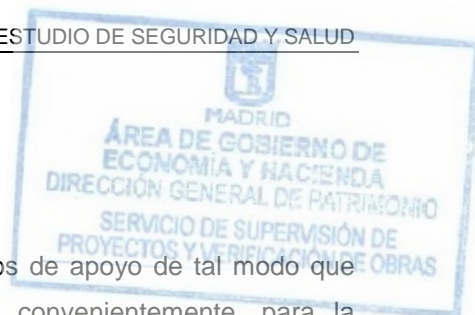 ESTUDIO DE SEGURIDAD Y SALUD
MADRID
ÁREA DE GOBIERNO DE
ECONOMÍA Y HACIENDA
DIRECCIÓN GENERAL DE PATRIMONIO
SERVICIO DE SUPERVISIÓN DE
PROYECTOS Y VERIFICACIÓN DE OBRAS
de apoyo de tal modo que
convenientemente para la